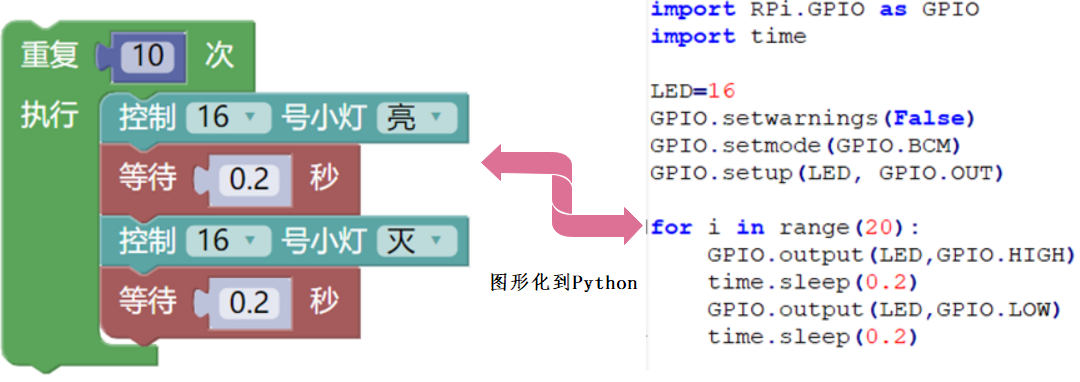 重复 10 次
执行
控制 16 号小灯 亮
等待 0.2 秒
控制 16 号小灯 灭
等待 0.2 秒
图形化到Python
import RPi.GPIO as GPIO
import time
LED=16
GPIO.setwarnings(False)
GPIO.setmode(GPIO.BCM)
GPIO.setup(LED, GPIO.OUT)
for i in range(20):
    GPIO.output(LED,GPIO.HIGH)
    time.sleep(0.2)
    GPIO.output(LED,GPIO.LOW)
    time.sleep(0.2)